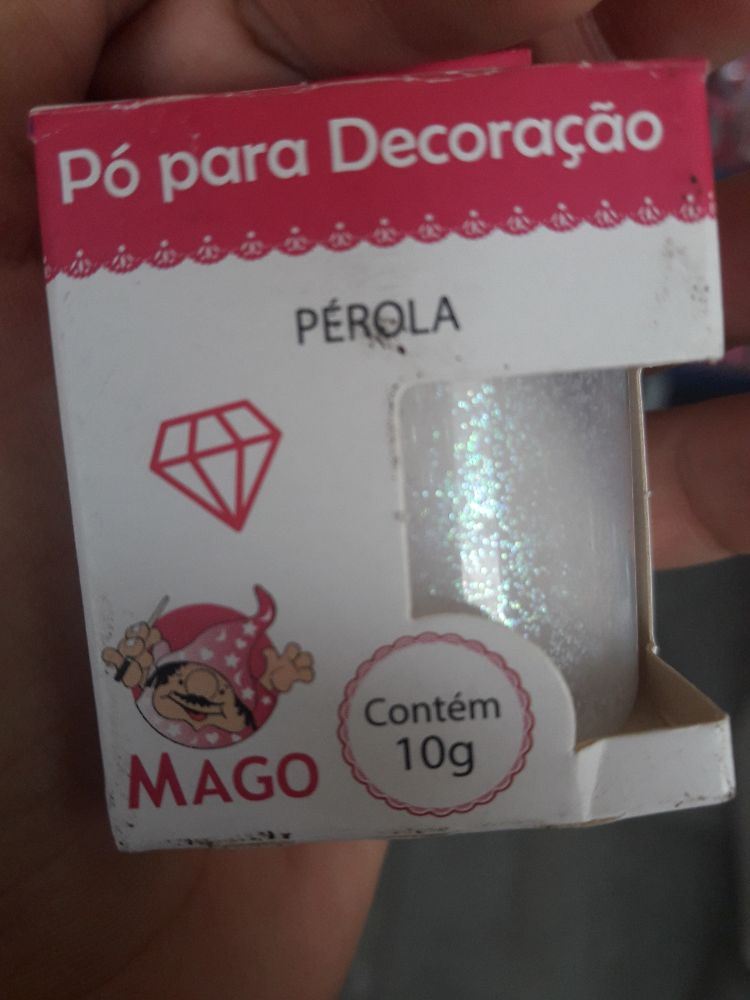 Pó para Decoração
PÉROLA
MAGO
Contém
10g